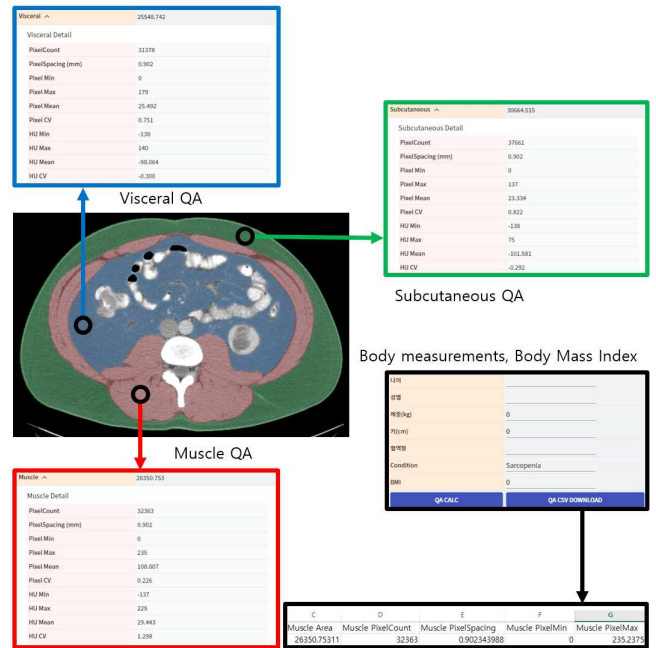 Visceral ︿ 25548.742
Visceral Detail
PixelCount 31378
PixelSpacing (mm) 0.902
Pixel Min 0
Pixel Max 179
Pixel Mean 25.492
Pixel CV 0.751
HU Min -138
HU Max 140
HU Mean -98.064
HU CV -0.300
Visceral QA
Subcutaneous ︿ 30664.515
Subcutaneous Detail
PixelCount 37661
PixelSpacing (mm) 0.902
Pixel Min 0
Pixel Max 137
Pixel Mean 23.334
Pixel CV 0.822
HU Min -138
HU Max 75
HU Mean -101.581
HU CV -0.292
Subcutaneous QA
Body measurements, Body Mass Index
나이
성별
체중(kg) 0
키(cm) 0
혈액형
Condition Sarcopenia
BMI 0
QA CALC QA CSV DOWNLOAD
Muscle QA
Muscle ︿ 26350.753
Muscle Detail
PixelCount 32363
PixelSpacing (mm) 0.902
Pixel Min 0
Pixel Max 235
Pixel Mean 108.007
Pixel CV 0.226
HU Min -137
HU Max 229
HU Mean 29.443
HU CV 1.298
C D E F G
Muscle Area Muscle PixelCount Muscle PixelSpacing Muscle PixelMin Muscle PixelMax
26350.75311 32363 0.902343988 0 235.2375